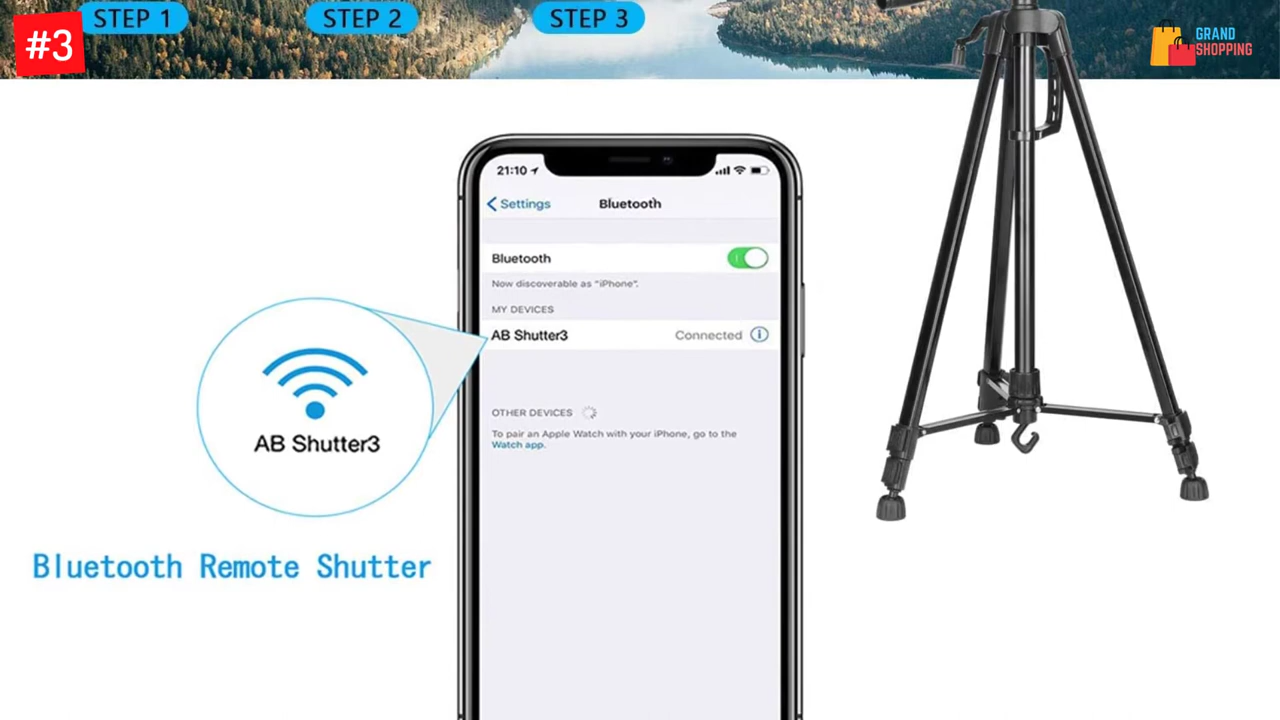 STEP 1
STEP 2
STEP 3
#3
GRAND
SHOPPING
21:10
Settings
Bluetooth
Bluetooth
Now discoverable as “iPhone”.
MY DEVICES
AB Shutter3
Connected
OTHER DEVICES
To pair an Apple Watch with your iPhone, go to the
Watch app.
AB Shutter3
Bluetooth Remote Shutter